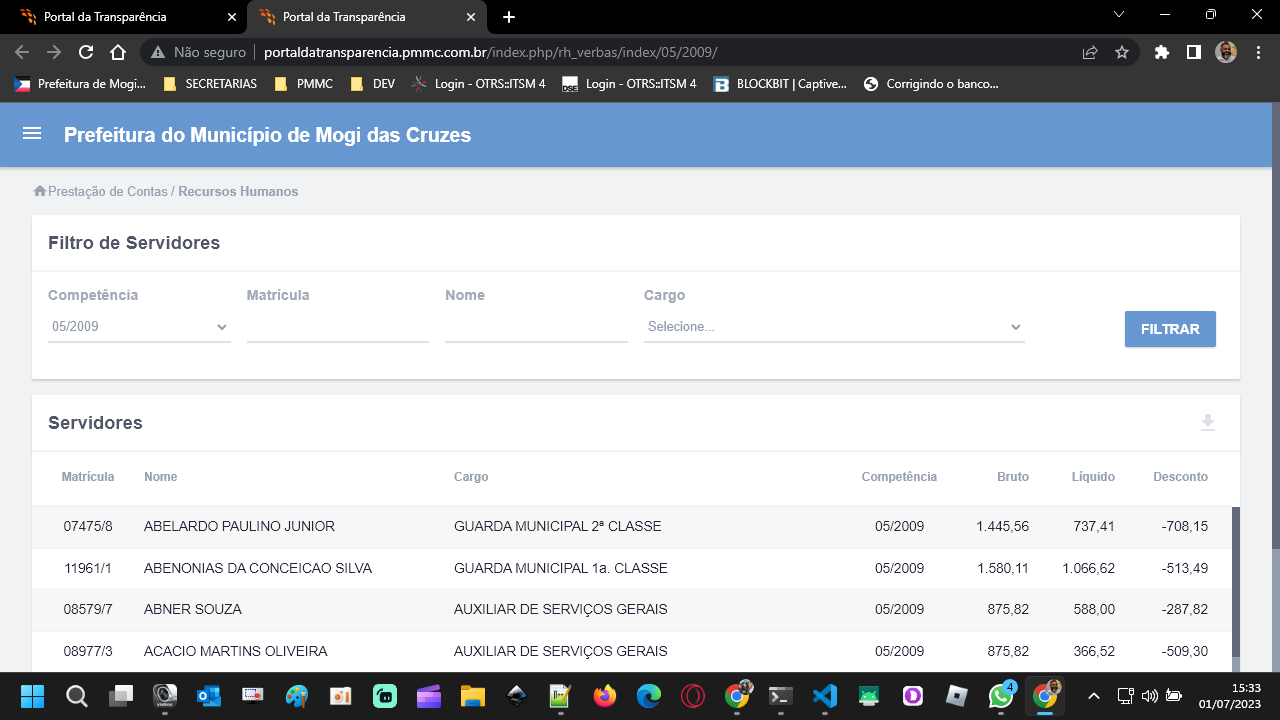 Portal da Transparência
Portal da Transparência
Não seguro portaldatransparencia.pmmc.com.br/index.php/rh_verbas/index/05/2009/
Prefeitura de Mogi... SECRETARIAS PMMC DEV Login - OTRS::ITSM 4 Login - OTRS::ITSM 4 BLOCKBIT | Captive... Corrigindo o banco...
Prefeitura do Município de Mogi das Cruzes
Prestação de Contas / Recursos Humanos
Filtro de Servidores
Competência Matrícula Nome Cargo
05/2009 Selecione... FILTRAR
Servidores
Matrícula Nome Cargo Competência Bruto Líquido Desconto
07475/8 ABELARDO PAULINO JUNIOR GUARDA MUNICIPAL 2ª CLASSE 05/2009 1.445,56 737,41 -708,15
11961/1 ABENONIAS DA CONCEICAO SILVA GUARDA MUNICIPAL 1a. CLASSE 05/2009 1.580,11 1.066,62 -513,49
08579/7 ABNER SOUZA AUXILIAR DE SERVIÇOS GERAIS 05/2009 875,82 588,00 -287,82
08977/3 ACACIO MARTINS OLIVEIRA AUXILIAR DE SERVIÇOS GERAIS 05/2009 875,82 366,52 -509,30
4
15:33
01/07/2023